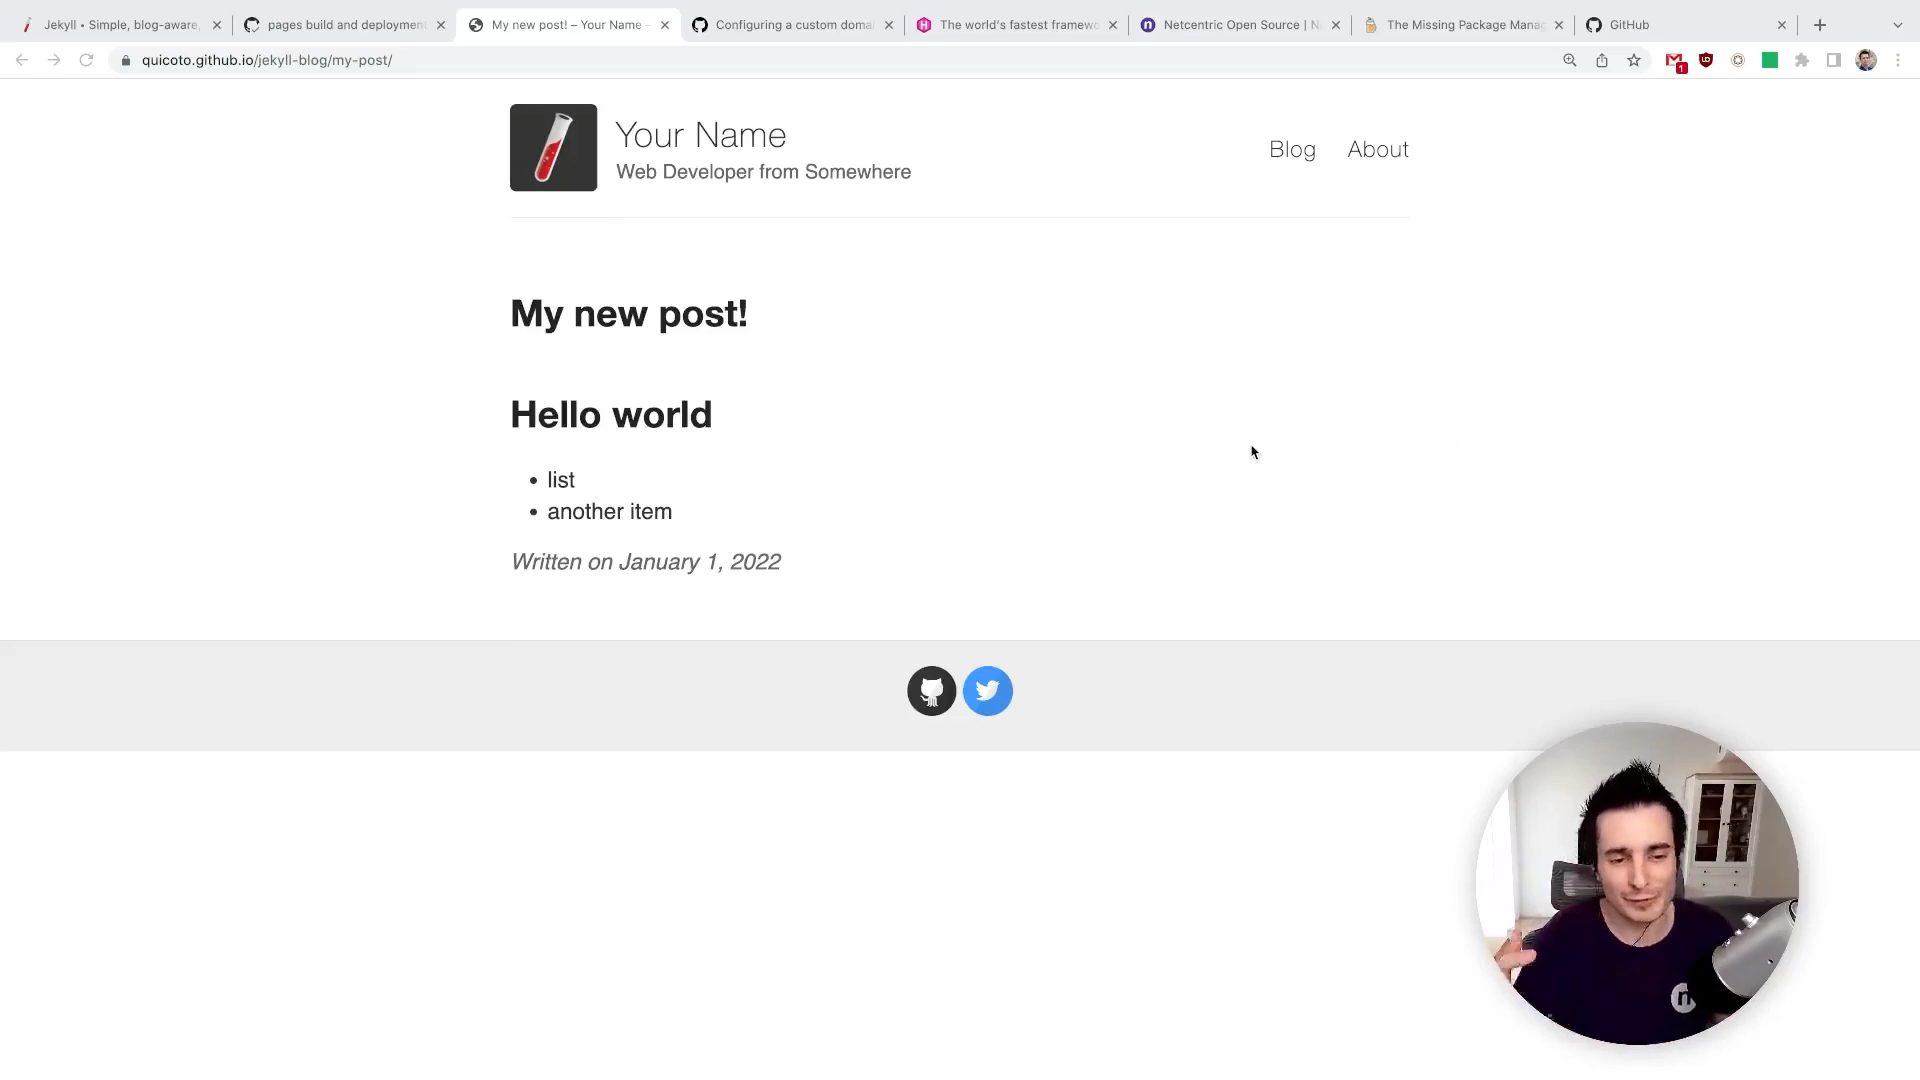 Jekyll • Simple, blog-aware,
pages build and deployment
My new post! – Your Name –
Configuring a custom doma
The world's fastest framewo
Netcentric Open Source | N
The Missing Package Manag
GitHub
quicoto.github.io/jekyll-blog/my-post/
1
Your Name
Web Developer from Somewhere
Blog
About
My new post!
Hello world
• list
• another item
Written on January 1, 2022
n